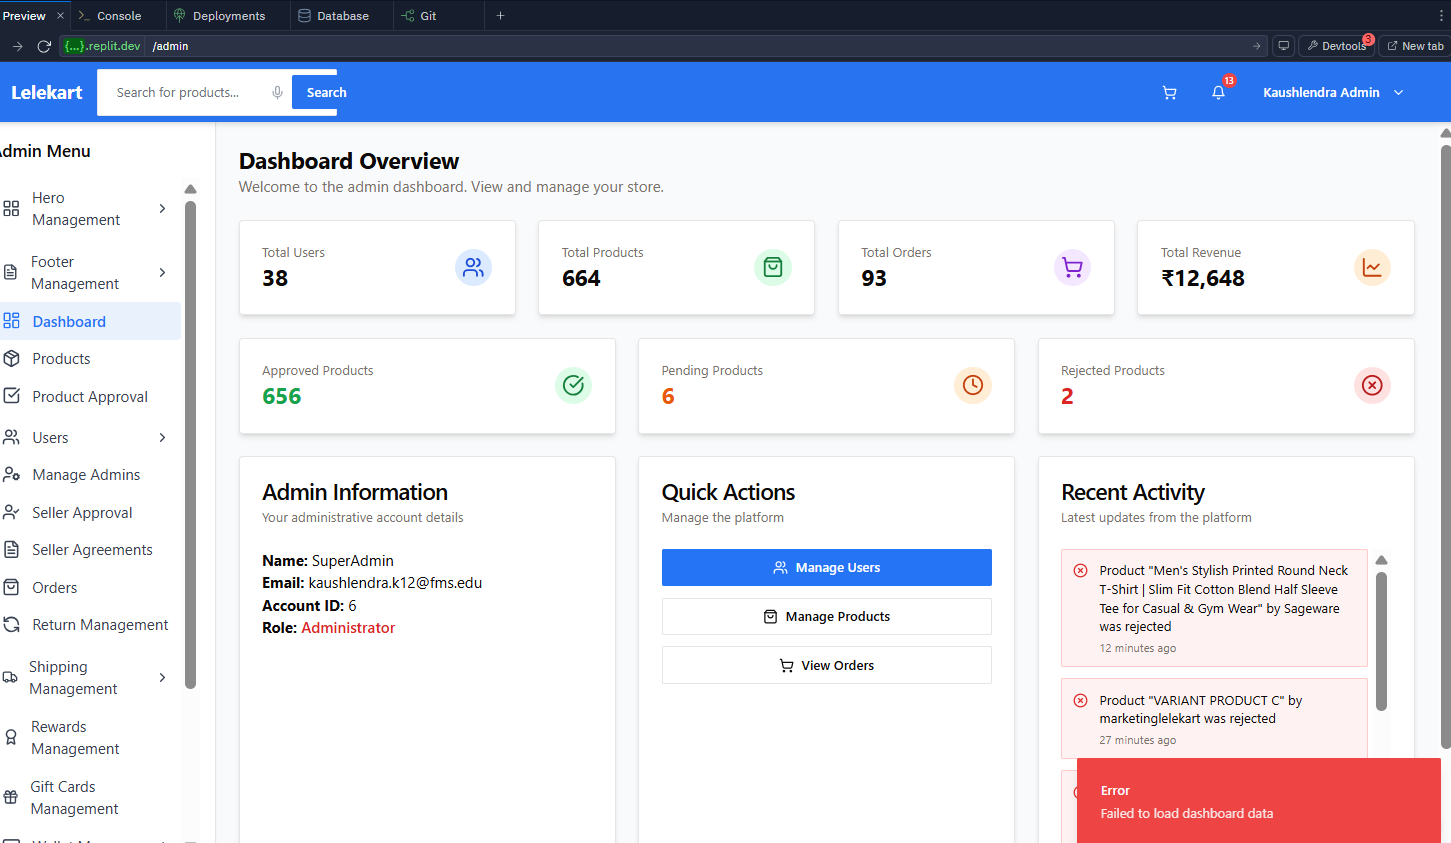 Preview
Console
Deployments
Database
Git
{...}.replit.dev /admin
Devtools
3
New tab
Lelekart
Search for products...
Search
13
Kaushlendra Admin
dmin Menu
Hero
Management
Footer
Management
Dashboard
Products
Product Approval
Users
Manage Admins
Seller Approval
Seller Agreements
Orders
Return Management
Shipping
Management
Rewards
Management
Gift Cards
Management
Dashboard Overview
Welcome to the admin dashboard. View and manage your store.
Total Users
38
Total Products
664
Total Orders
93
Total Revenue
₹12,648
Approved Products
656
Pending Products
6
Rejected Products
2
Admin Information
Your administrative account details
Name: SuperAdmin
Email: kaushlendra.k12@fms.edu
Account ID: 6
Role: Administrator
Quick Actions
Manage the platform
Manage Users
Manage Products
View Orders
Recent Activity
Latest updates from the platform
Product "Men's Stylish Printed Round Neck
T-Shirt | Slim Fit Cotton Blend Half Sleeve
Tee for Casual & Gym Wear" by Sageware
was rejected
12 minutes ago
Product "VARIANT PRODUCT C" by
marketinglelekart was rejected
27 minutes ago
Error
Failed to load dashboard data